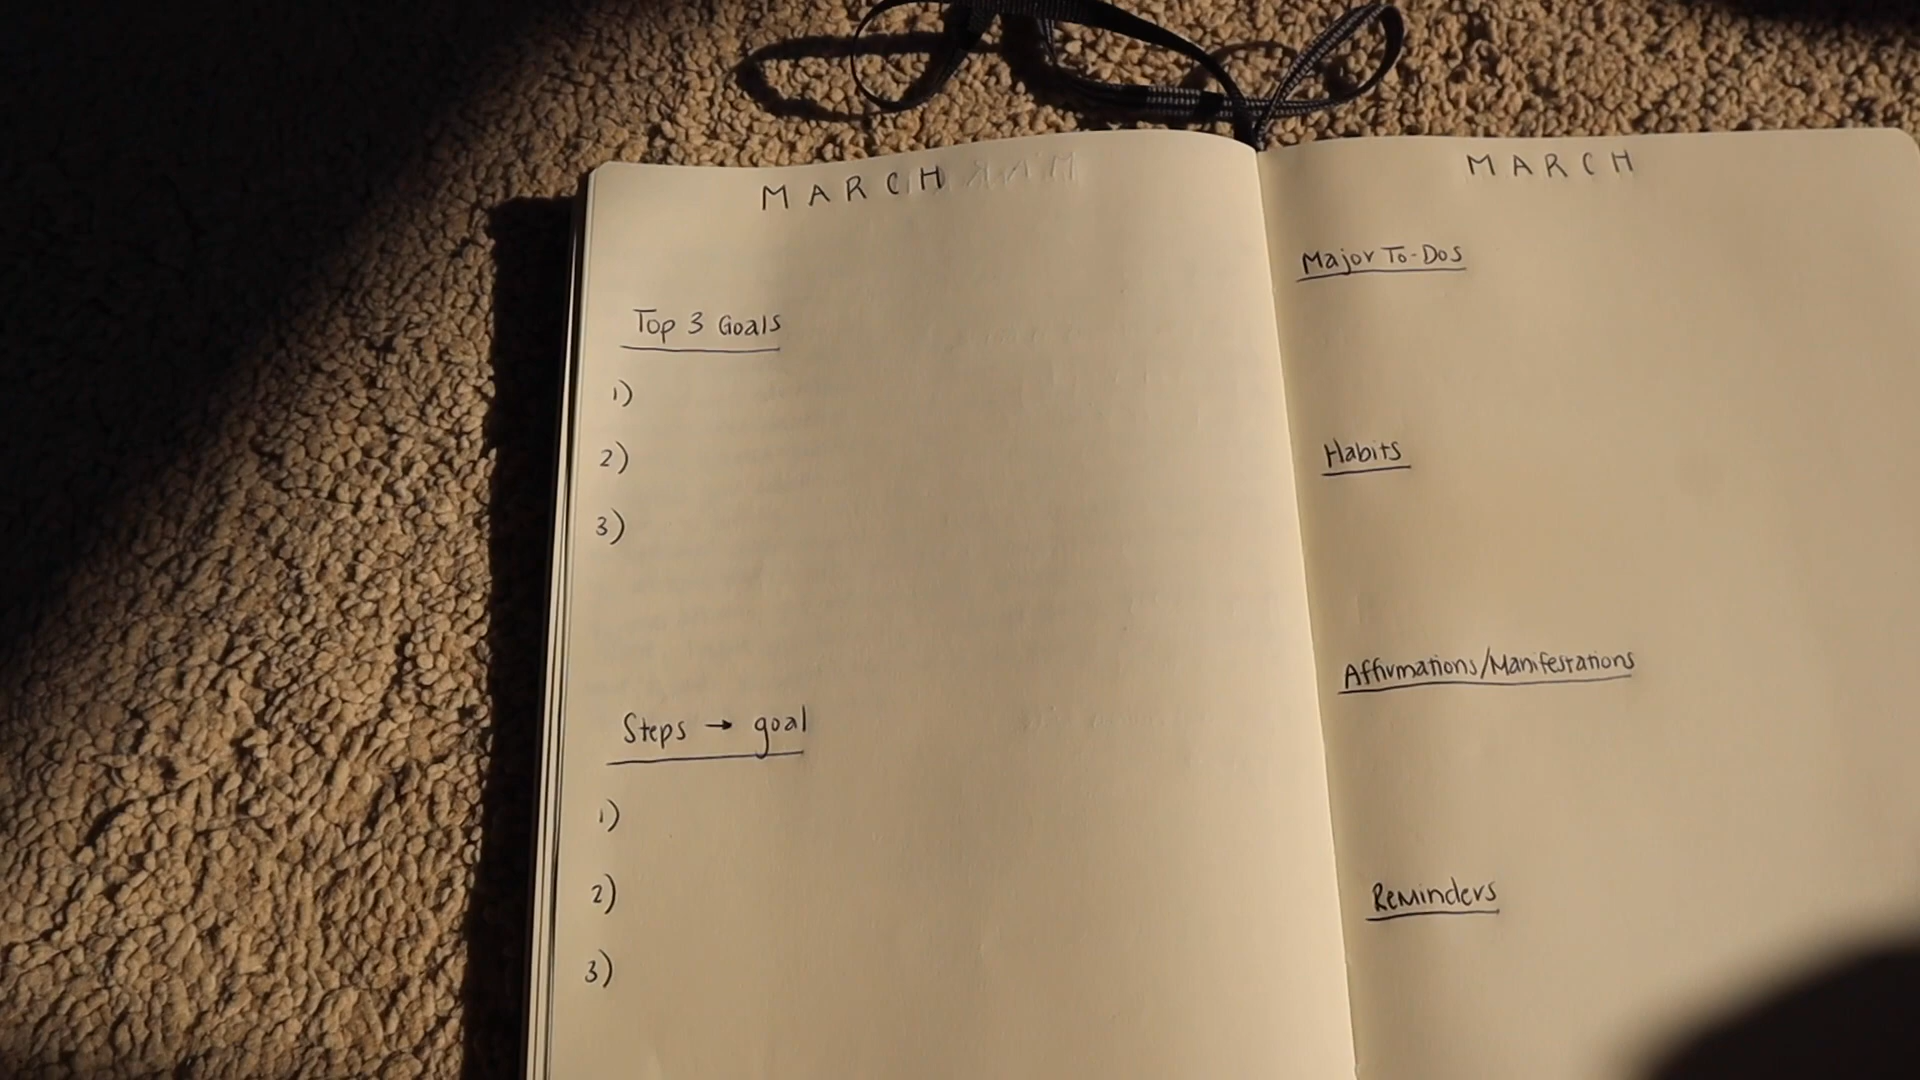 MARCH
Top 3 Goals
1)
2)
3)
Steps → goal
1)
2)
3)
MARCH
Major To-Dos
Habits
Affirmations/Manifestations
Reminders